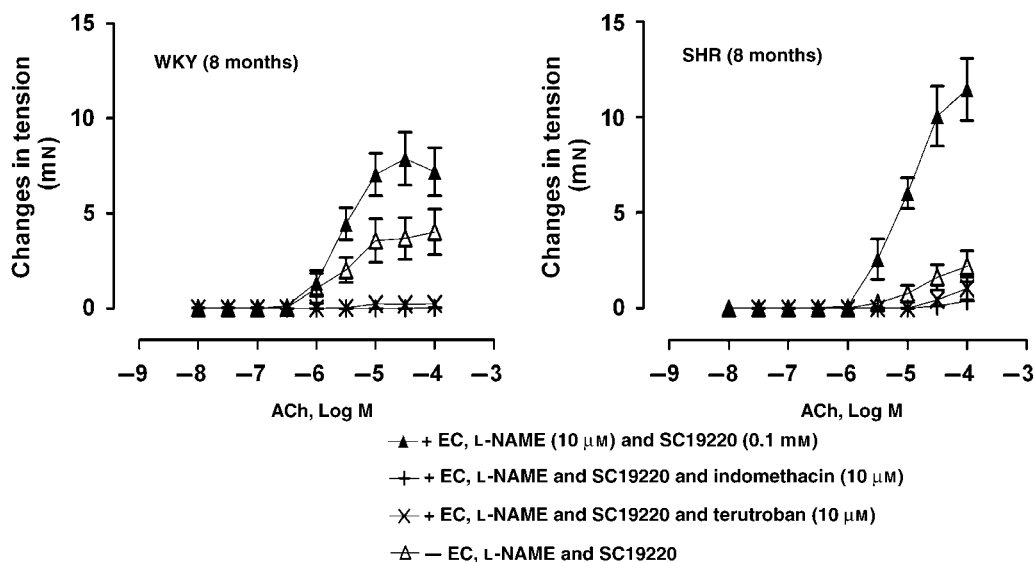 15
10
5
0
Changes in tension
(mN)
WKY (8 months)
–9 –8 –7 –6 –5 –4 –3
ACh, Log M
15
10
5
0
Changes in tension
(mN)
SHR (8 months)
–9 –8 –7 –6 –5 –4 –3
ACh, Log M
+ EC, L-NAME (10 μM) and SC19220 (0.1 mM)
+ EC, L-NAME and SC19220 and indomethacin (10 μM)
+ EC, L-NAME and SC19220 and terutroban (10 μM)
– EC, L-NAME and SC19220